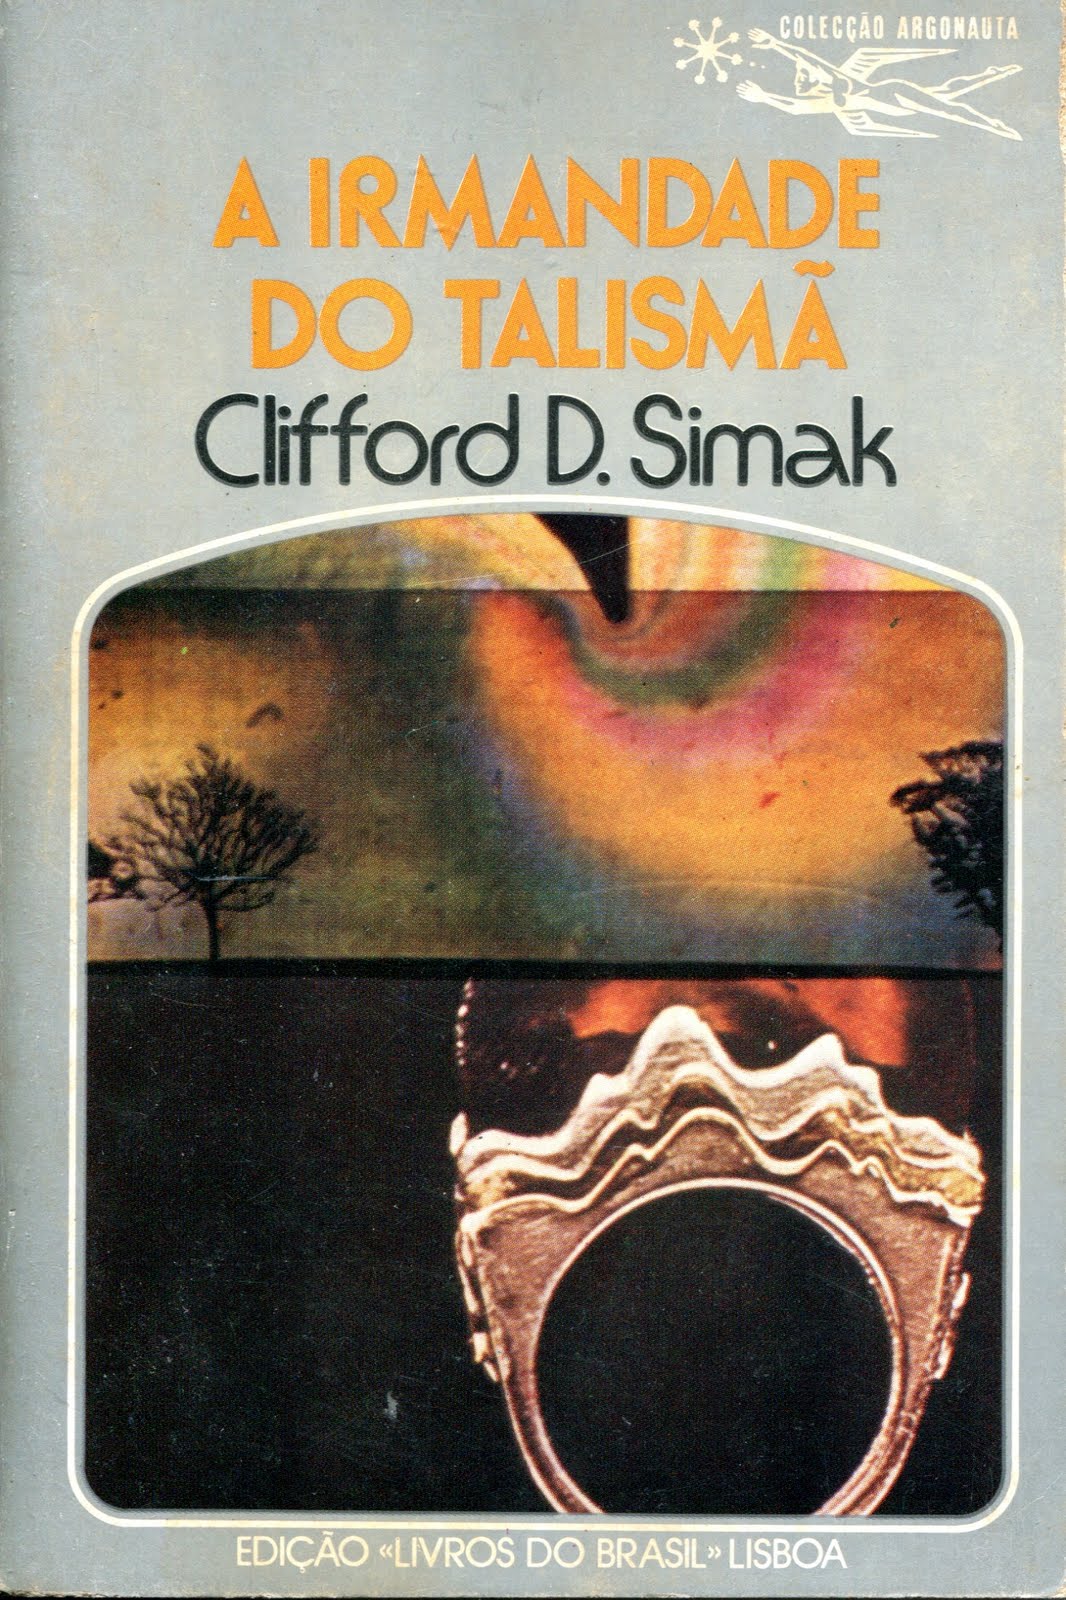 COLECÇÃO ARGONAUTA
A IRMANDADE
DO TALISMÃ
Clifford D. Simak
EDIÇÃO «LIVROS DO BRASIL» LISBOA